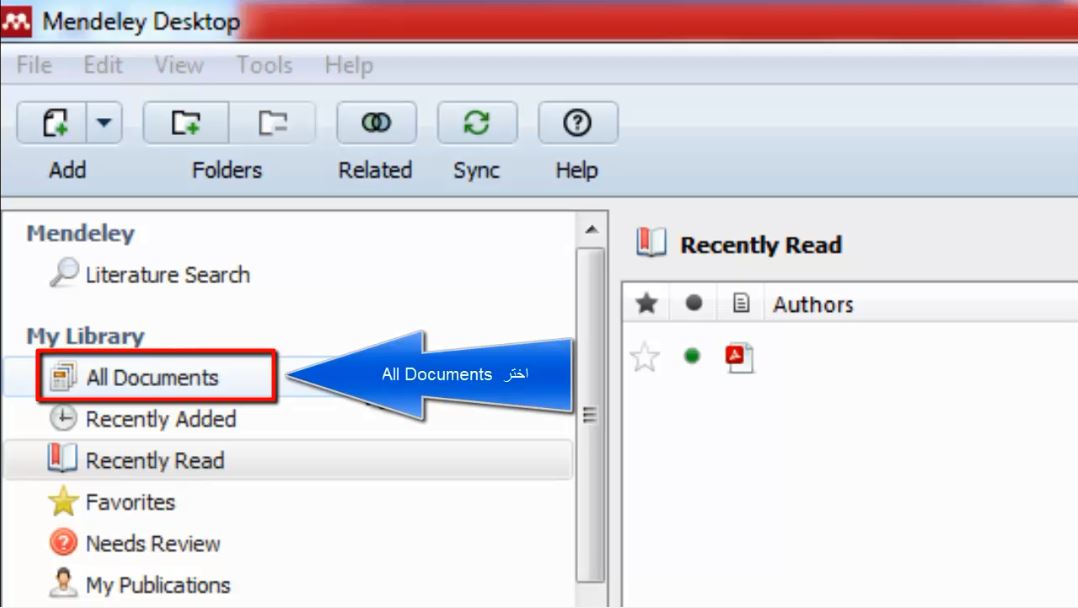 Mendeley Desktop
File Edit View Tools Help
Add Folders Related Sync Help
Mendeley
Literature Search
My Library
All Documents
اختر All Documents
Recently Added
Recently Read
Favorites
Needs Review
My Publications
Recently Read
Authors